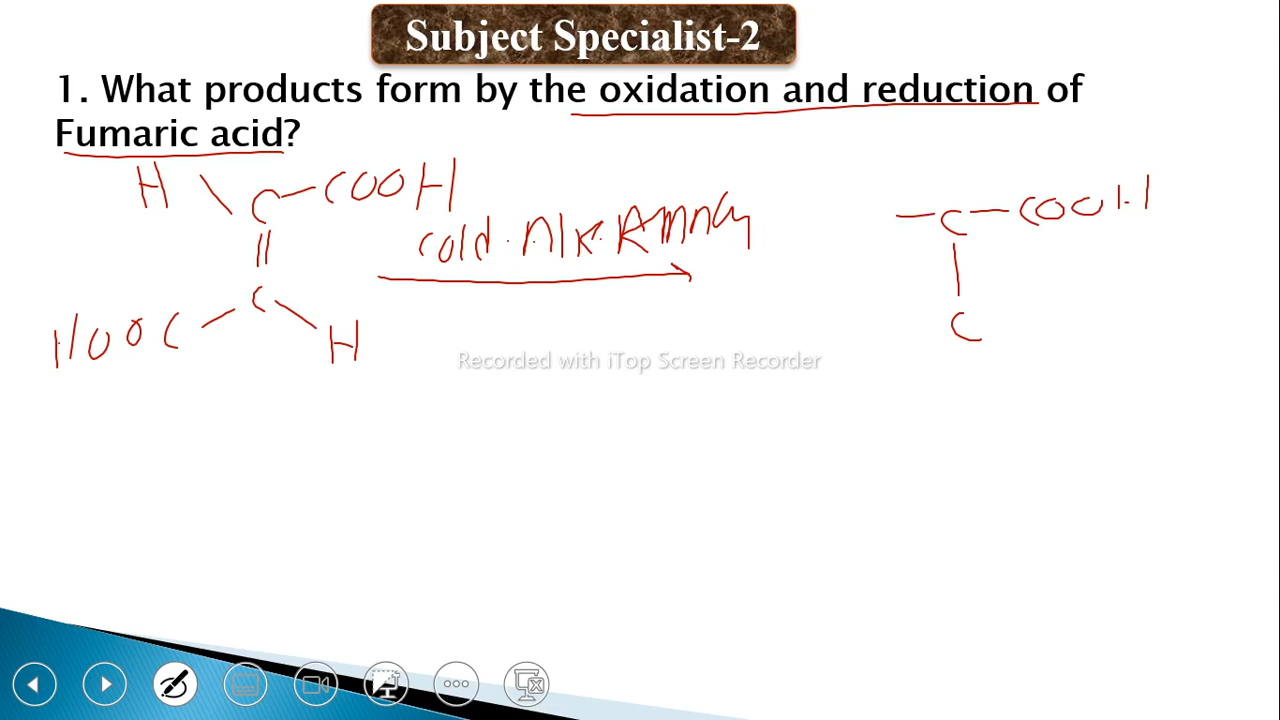 Subject Specialist-2
1. What products form by the oxidation and reduction of
Fumaric acid?
H C COOH
cold. Alk. KMnO4
C COOH
C
HOOC C H
Recorded with iTop Screen Recorder